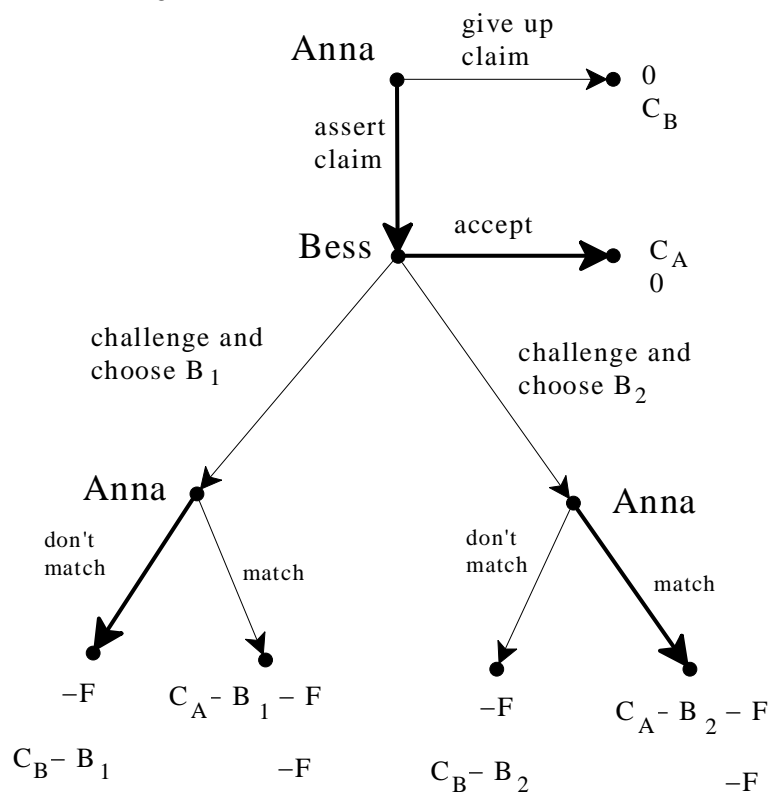 give up
claim
Anna
0
C_B
assert
claim
Bess
accept
C_A
0
challenge and
choose B_1
challenge and
choose B_2
Anna
Anna
don't
match
match
don't
match
match
–F
C_A – B_1 – F
–F
C_A – B_2 – F
C_B – B_1
–F
C_B – B_2
–F